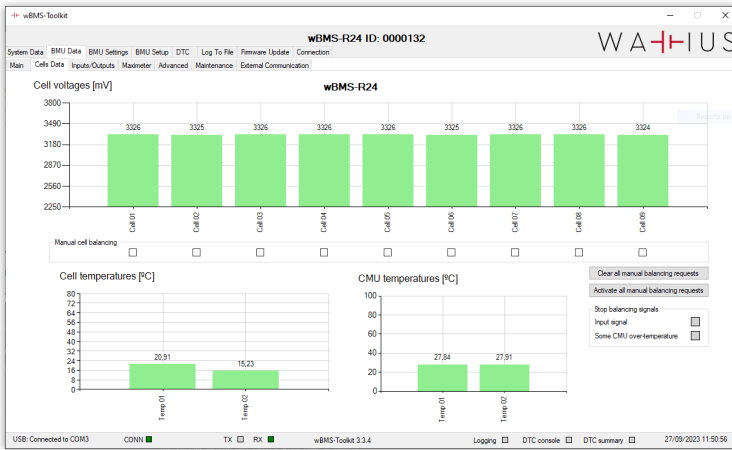 wBMS-Toolkit
wBMS-R24 ID: 0000132
WATTIUS
System Data BMU Data BMU Settings BMU Setup DTC Log To File Firmware Update Connection
Main Cells Data Inputs/Outputs Maximeter Advanced Maintenance External Communication
Cell voltages [mV]
wBMS-R24
3800
3490
3180
2870
2560
2250
3326 3325 3326 3326 3326 3325 3326 3326 3324
Cell 01 Cell 02 Cell 03 Cell 04 Cell 05 Cell 06 Cell 07 Cell 08 Cell 09
Manual cell balancing
Cell temperatures [ºC]
80
72
64
56
48
40
32
24
16
8
0
20,91 15,23
Temp 01 Temp 02
CMU temperatures [ºC]
100
80
60
40
20
0
27,84 27,91
Temp 01 Temp 02
Clear all manual balancing requests
Activate all manual balancing requests
Stop balancing signals
Input signal
Some CMU over-temperature
USB: Connected to COM3 CONN TX RX wBMS-Toolkit 3.3.4 Logging DTC console DTC summary 27/09/2023 11:50:56